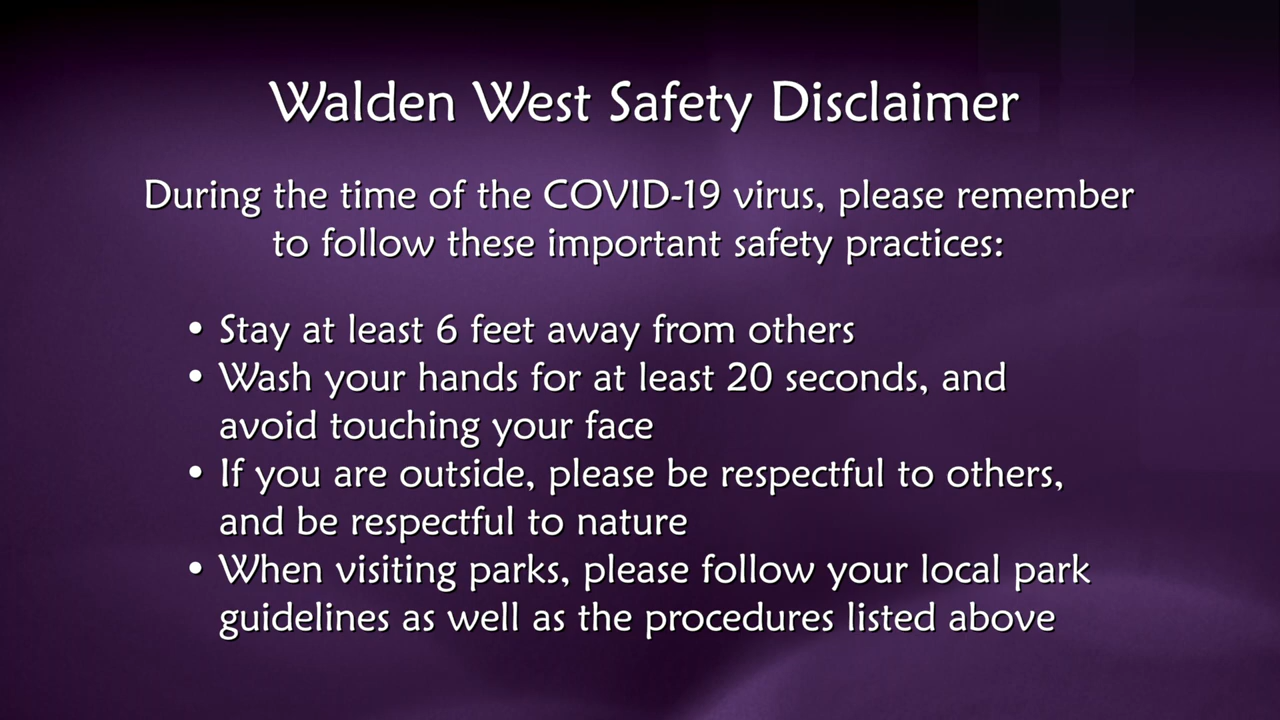 Walden West Safety Disclaimer
During the time of the COVID-19 virus, please remember
to follow these important safety practices:
• Stay at least 6 feet away from others
• Wash your hands for at least 20 seconds, and
avoid touching your face
• If you are outside, please be respectful to others,
and be respectful to nature
• When visiting parks, please follow your local park
guidelines as well as the procedures listed above